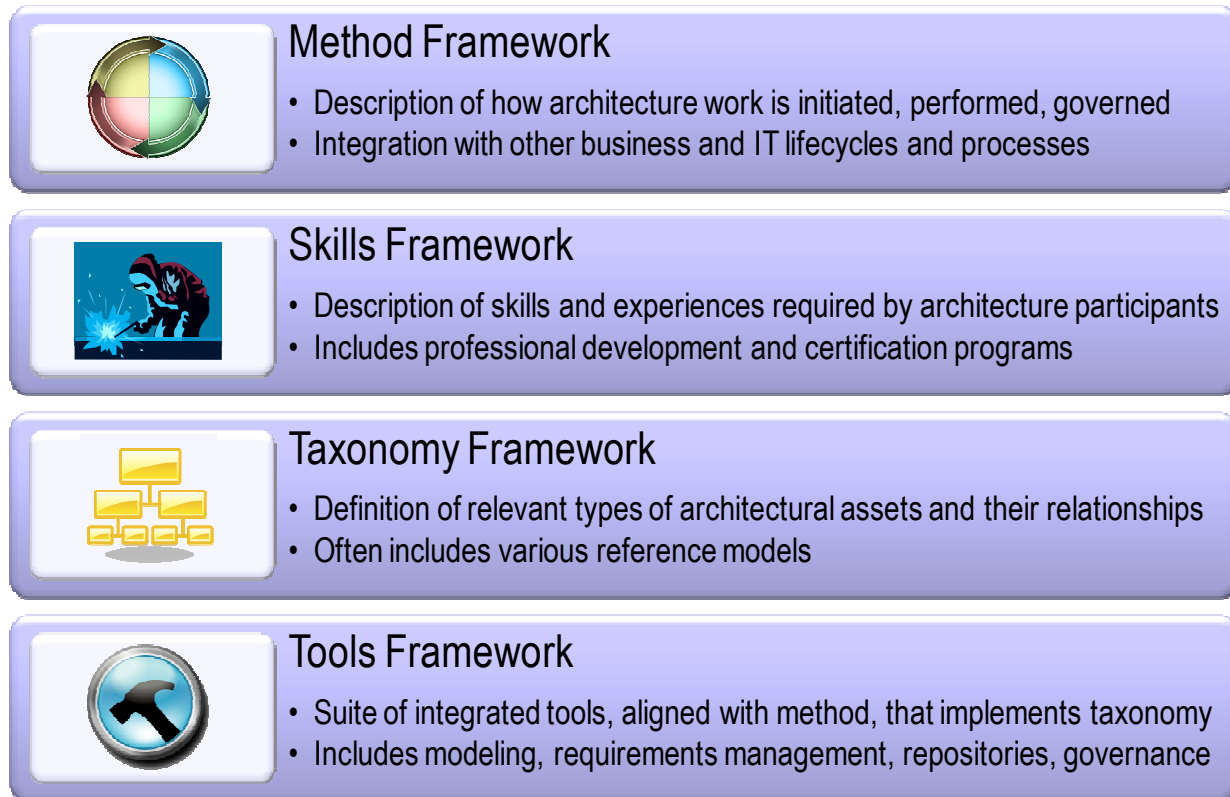 Method Framework
• Description of how architecture work is initiated, performed, governed
• Integration with other business and IT lifecycles and processes
Skills Framework
• Description of skills and experiences required by architecture participants
• Includes professional development and certification programs
Taxonomy Framework
• Definition of relevant types of architectural assets and their relationships
• Often includes various reference models
Tools Framework
• Suite of integrated tools, aligned with method, that implements taxonomy
• Includes modeling, requirements management, repositories, governance